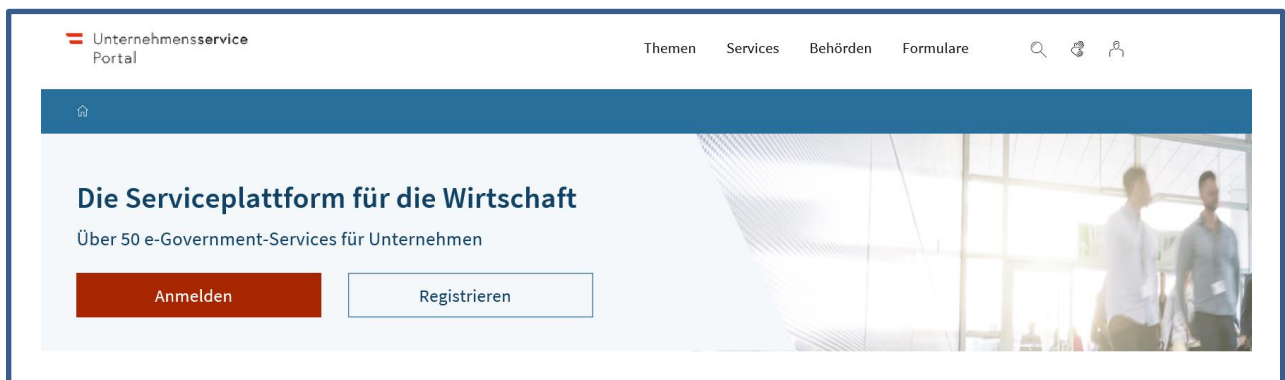 Unternehmensservice
Portal
Themen Services Behörden Formulare
Die Serviceplattform für die Wirtschaft
Über 50 e-Government-Services für Unternehmen
Anmelden Registrieren